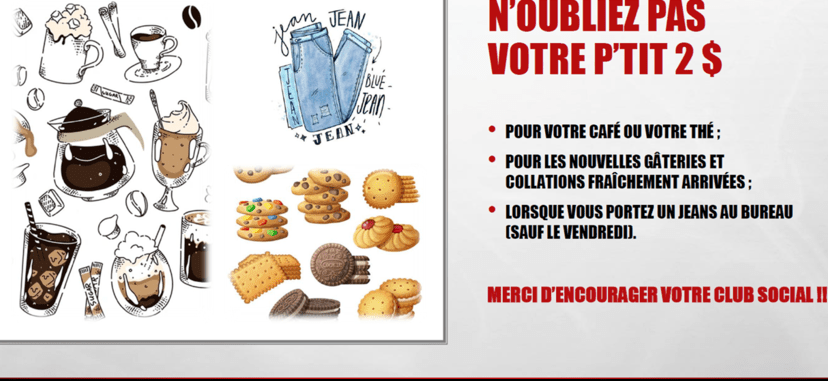 N'OUBLIEZ PAS
VOTRE P'TIT 2 $
jean JEAN
BLUE
JEAN
JEAN
JEAN!
SUGAR
• POUR VOTRE CAFÉ OU VOTRE THÉ ;
• POUR LES NOUVELLES GÂTERIES ET
COLLATIONS FRAÎCHEMENT ARRIVÉES ;
• LORSQUE VOUS PORTEZ UN JEANS AU BUREAU
(SAUF LE VENDREDI).
MERCI D'ENCOURAGER VOTRE CLUB SOCIAL !!